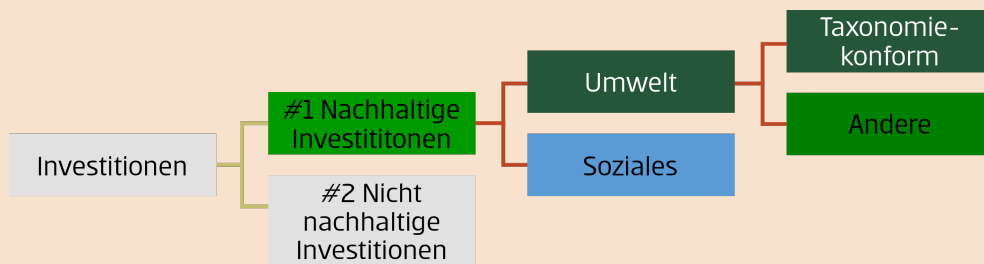 Investitionen
#1 Nachhaltige
Investititonen
#2 Nicht
nachhaltige
Investitionen
Umwelt
Soziales
Taxonomie-
konform
Andere